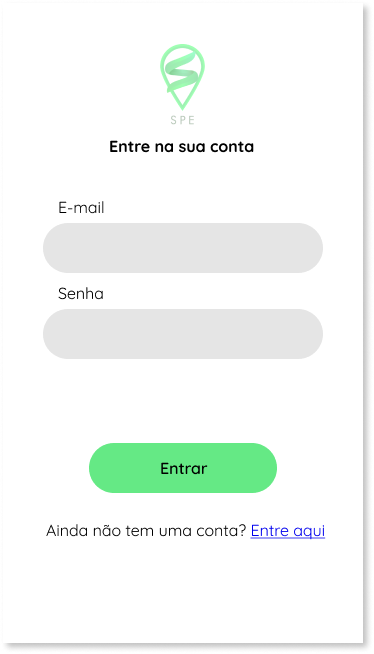 SPE
Entre na sua conta
E-mail
Senha
Entrar
Ainda não tem uma conta? Entre aqui